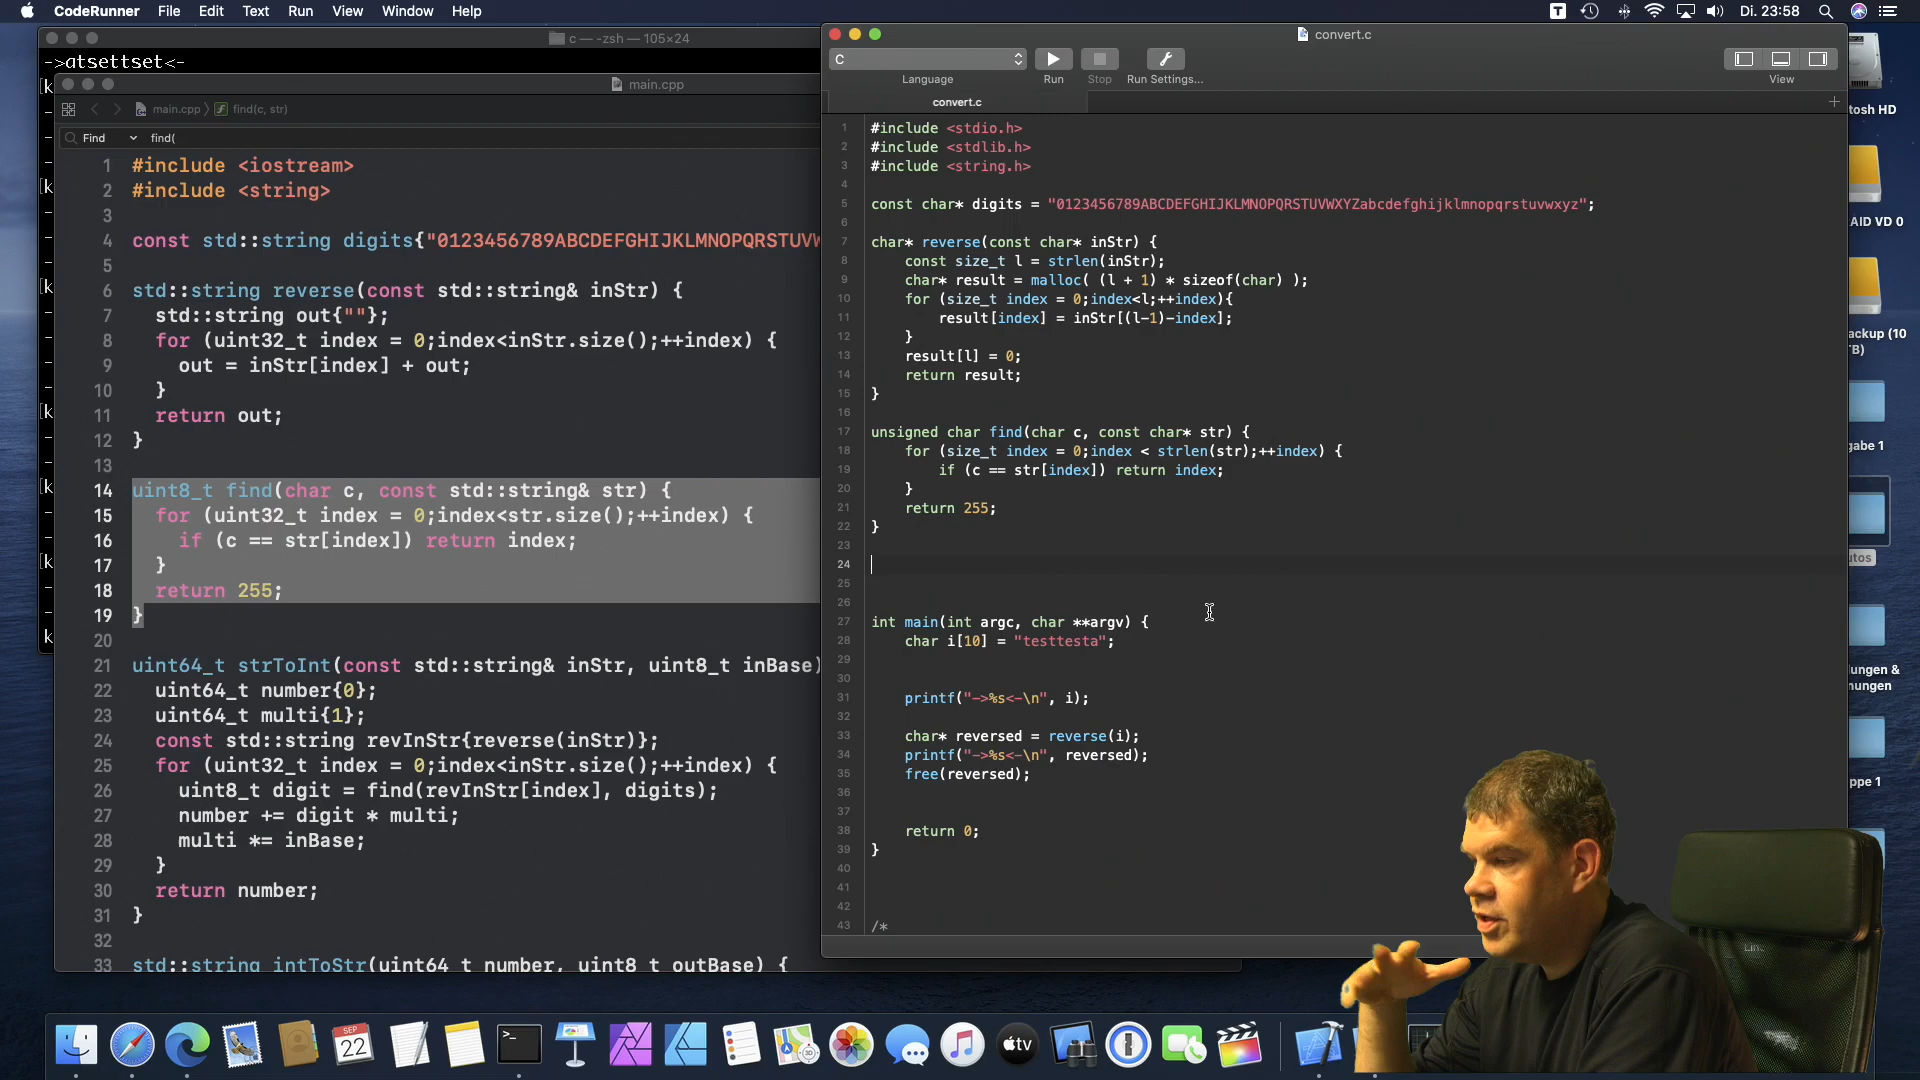 CodeRunner File Edit Text Run View Window Help
T Di. 23:58
c — -zsh — 105×24
->atsettset<-
main.cpp
main.cpp find(c, str)
Find find(
1 #include <iostream>
2 #include <string>
3
4 const std::string digits{"0123456789ABCDEFGHIJKLMNOPQRSTUV
5
6 std::string reverse(const std::string& inStr) {
7 std::string out{""};
8 for (uint32_t index = 0;index<inStr.size();++index) {
9 out = inStr[index] + out;
10 }
11 return out;
12 }
13
14 uint8_t find(char c, const std::string& str) {
15 for (uint32_t index = 0;index<str.size();++index) {
16 if (c == str[index]) return index;
17 }
18 return 255;
19 }
20
21 uint64_t strToInt(const std::string& inStr, uint8_t inBase)
22 uint64_t number{0};
23 uint64_t multi{1};
24 const std::string revInStr{reverse(inStr)};
25 for (uint32_t index = 0;index<inStr.size();++index) {
26 uint8_t digit = find(revInStr[index], digits);
27 number += digit * multi;
28 multi *= inBase;
29 }
30 return number;
31 }
32
33 std::string intToStr(uint64_t number, uint8_t outBase) {
convert.c
C
Language Run Stop Run Settings... View
convert.c
1 #include <stdio.h>
2 #include <stdlib.h>
3 #include <string.h>
4
5 const char* digits = "0123456789ABCDEFGHIJKLMNOPQRSTUVWXYZabcdefghijklmnopqrstuvwxyz";
6
7 char* reverse(const char* inStr) {
8 const size_t l = strlen(inStr);
9 char* result = malloc( (l + 1) * sizeof(char) );
10 for (size_t index = 0;index<l;++index){
11 result[index] = inStr[(l-1)-index];
12 }
13 result[l] = 0;
14 return result;
15 }
16
17 unsigned char find(char c, const char* str) {
18 for (size_t index = 0;index < strlen(str);++index) {
19 if (c == str[index]) return index;
20 }
21 return 255;
22 }
23
24
25
26
27 int main(int argc, char **argv) {
28 char i[10] = "testtesta";
29
30
31 printf("->%s<-\n", i);
32
33 char* reversed = reverse(i);
34 printf("->%s<-\n", reversed);
35 free(reversed);
36
37
38 return 0;
39 }
40
41
42
43 /*
tosh HD
AID VD 0
ackup (10
TB)
gabe 1
utos
ungen &
nungen
ppe 1
SEP
22
tv